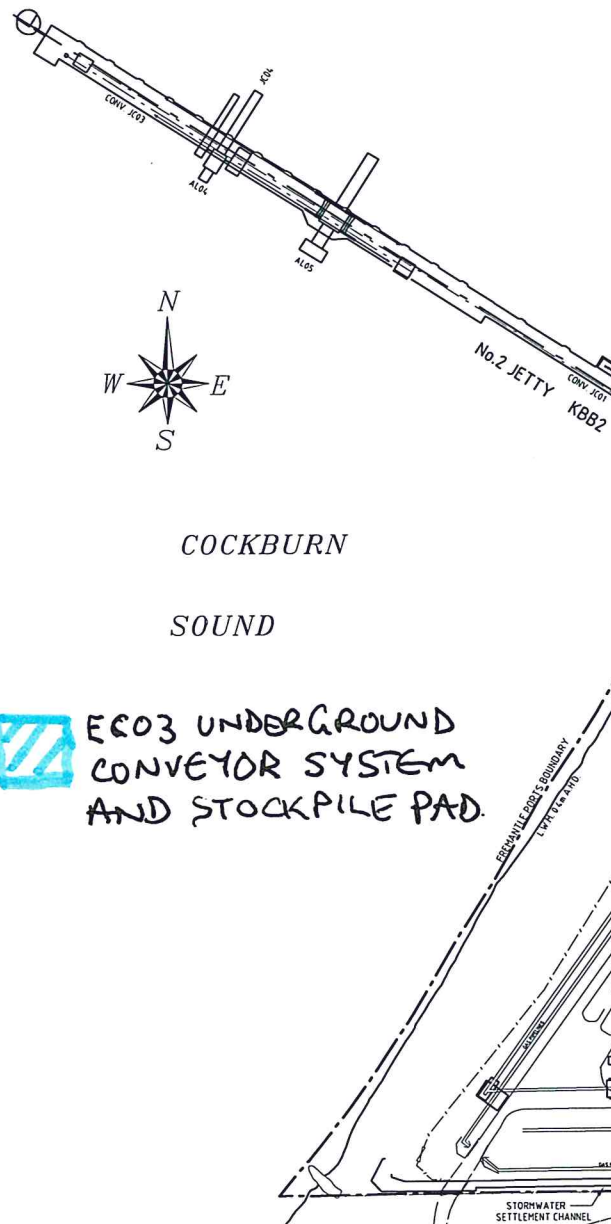 JC04
CONV JC03
AL04
AL05
N
W E
S
No.2 JETTY KBB2
CONV JC01
COCKBURN
SOUND
EC03 UNDERGROUND
CONVEYOR SYSTEM
AND STOCKPILE PAD.
FREMANTLE PORTS BOUNDARY
STORMWATER
SETTLEMENT CHANNEL